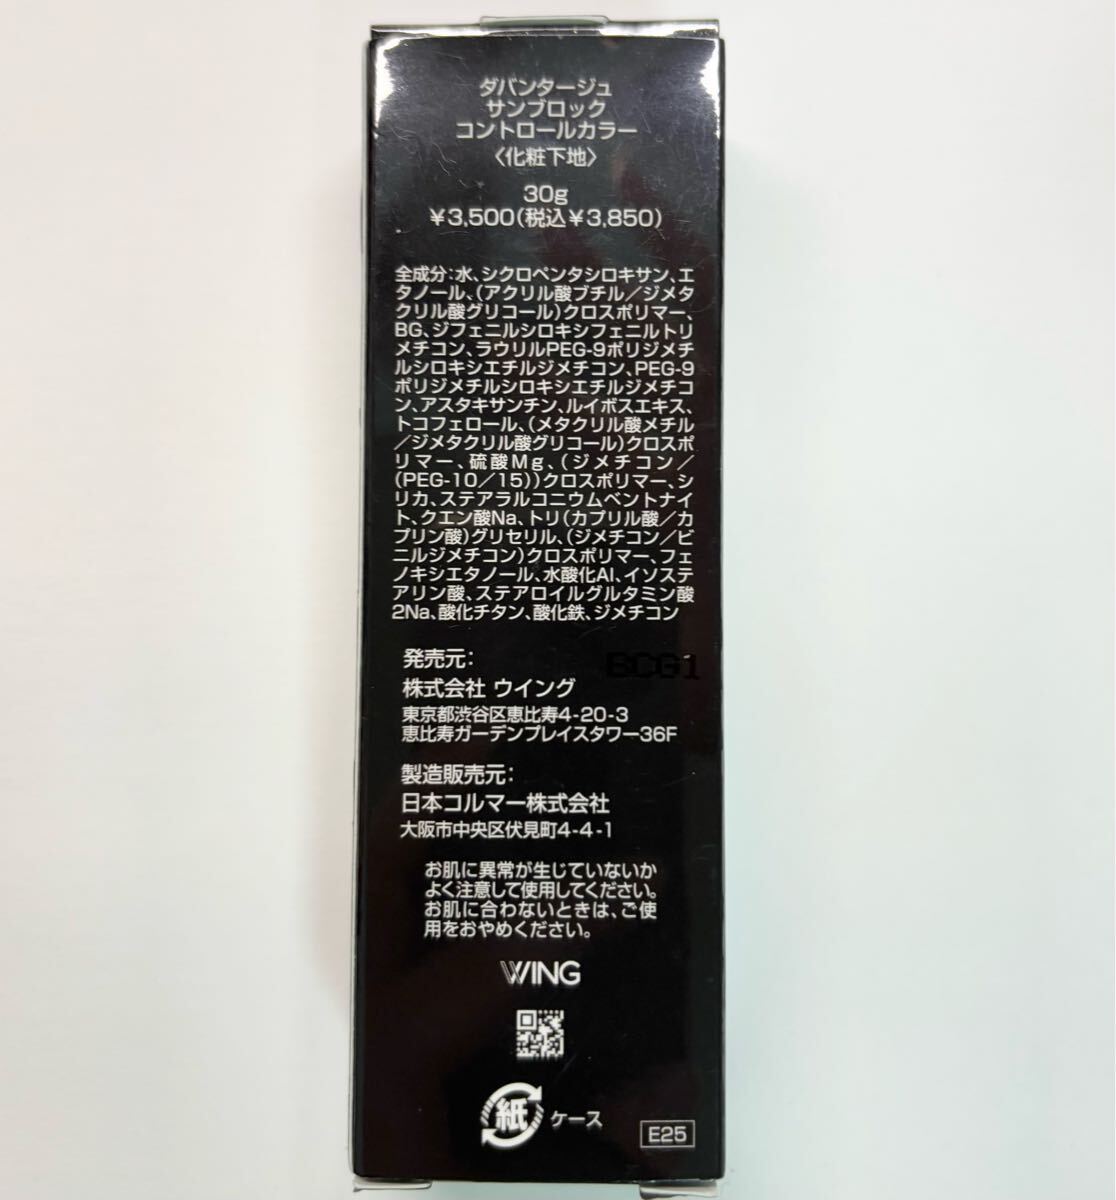 ダバンタージュ
サンブロック
コントロールカラー
〈化粧下地〉
30g
￥3,500(税込￥3,850)
全成分:水、シクロペンタシロキサン、エ
タノール、(アクリル酸ブチル／ジメタ
クリル酸グリコール)クロスポリマー、
BG、ジフェニルシロキシフェニルトリ
メチコン、ラウリルPEG-9ポリジメチ
ルシロキシエチルジメチコン、PEG-9
ポリジメチルシロキシエチルジメチコ
ン、アスタキサンチン、ルイボスエキス、
トコフェロール、(メタクリル酸メチル
／ジメタクリル酸グリコール)クロスポ
リマー、硫酸Mg、(ジメチコン／
(PEG-10／15))クロスポリマー、シ
リカ、ステアラルコニウムベントナイ
ト、クエン酸Na、トリ(カプリル酸／カ
プリン酸)グリセリル、(ジメチコン／ビ
ニルジメチコン)クロスポリマー、フェ
ノキシエタノール、水酸化Al、イソステ
アリン酸、ステアロイルグルタミン酸
2Na、酸化チタン、酸化鉄、ジメチコン
発売元:
BCG1
株式会社 ウイング
東京都渋谷区恵比寿4-20-3
恵比寿ガーデンプレイスタワー36F
製造販売元:
日本コルマー株式会社
大阪市中央区伏見町4-4-1
お肌に異常が生じていないか
よく注意して使用してください。
お肌に合わないときは、ご使
用をおやめください。
WING
紙 ケース
E25